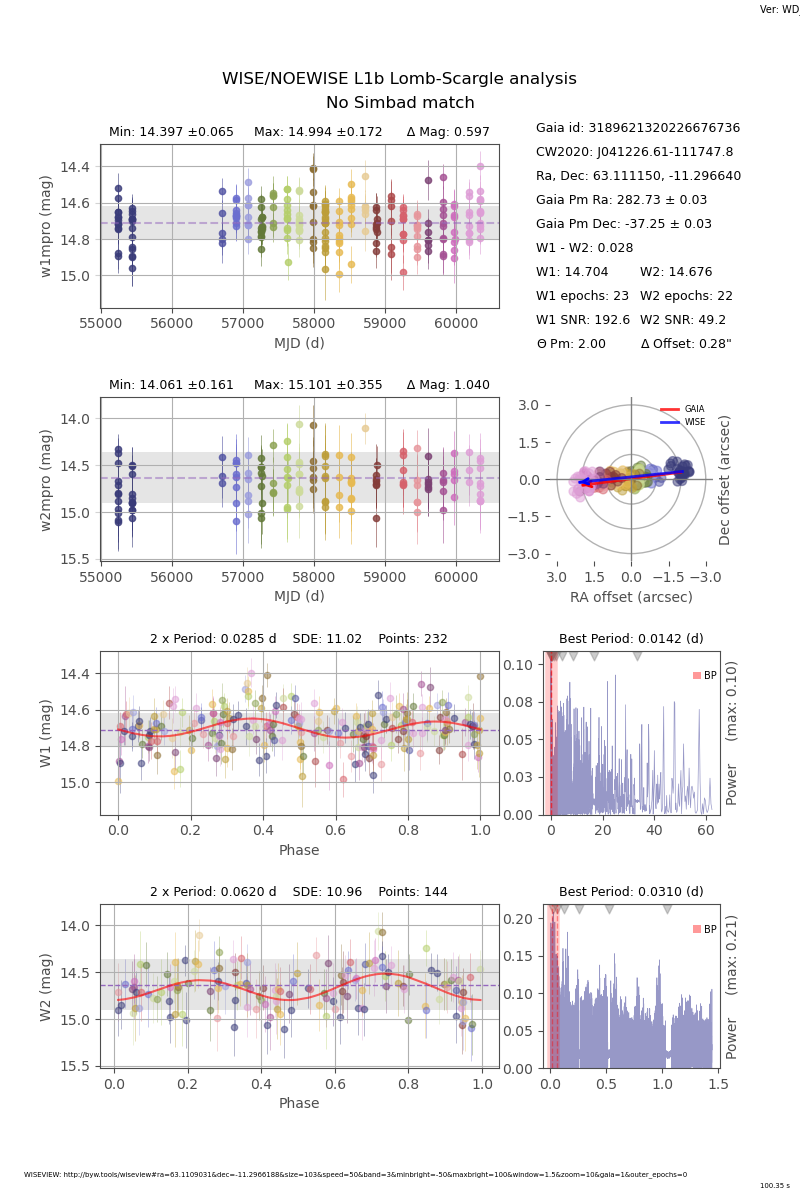 Ver: WD
WISE/NOEWISE L1b Lomb-Scargle analysis
No Simbad match
Min: 14.397 ±0.065 Max: 14.994 ±0.172 Δ Mag: 0.597
14.4
14.6
14.8
15.0
w1mpro (mag)
55000 56000 57000 58000 59000 60000
MJD (d)
Gaia id: 3189621320226676736
CW2020: J041226.61-111747.8
Ra, Dec: 63.111150, -11.296640
Gaia Pm Ra: 282.73 ± 0.03
Gaia Pm Dec: -37.25 ± 0.03
W1 - W2: 0.028
W1: 14.704 W2: 14.676
W1 epochs: 23 W2 epochs: 22
W1 SNR: 192.6 W2 SNR: 49.2
Θ Pm: 2.00 Δ Offset: 0.28"
Min: 14.061 ±0.161 Max: 15.101 ±0.355 Δ Mag: 1.040
14.0
14.5
15.0
15.5
w2mpro (mag)
55000 56000 57000 58000 59000 60000
MJD (d)
GAIA
WISE
3.0
1.5
0.0
−1.5
−3.0
Dec offset (arcsec)
3.0 1.5 0.0 −1.5 −3.0
RA offset (arcsec)
2 x Period: 0.0285 d SDE: 11.02 Points: 232
14.4
14.6
14.8
15.0
W1 (mag)
0.0 0.2 0.4 0.6 0.8 1.0
Phase
Best Period: 0.0142 (d)
BP
0.10
0.08
0.05
0.03
0.00
Power (max: 0.10)
0 20 40 60
2 x Period: 0.0620 d SDE: 10.96 Points: 144
14.0
14.5
15.0
15.5
W2 (mag)
0.0 0.2 0.4 0.6 0.8 1.0
Phase
Best Period: 0.0310 (d)
BP
0.20
0.15
0.10
0.05
0.00
Power (max: 0.21)
0.0 0.5 1.0 1.5
WISEVIEW: http://byw.tools/wiseview#ra=63.1109031&dec=-11.2966188&size=103&speed=50&band=3&minbright=-50&maxbright=100&window=1.5&zoom=10&gaia=1&outer_epochs=0
100.35 s